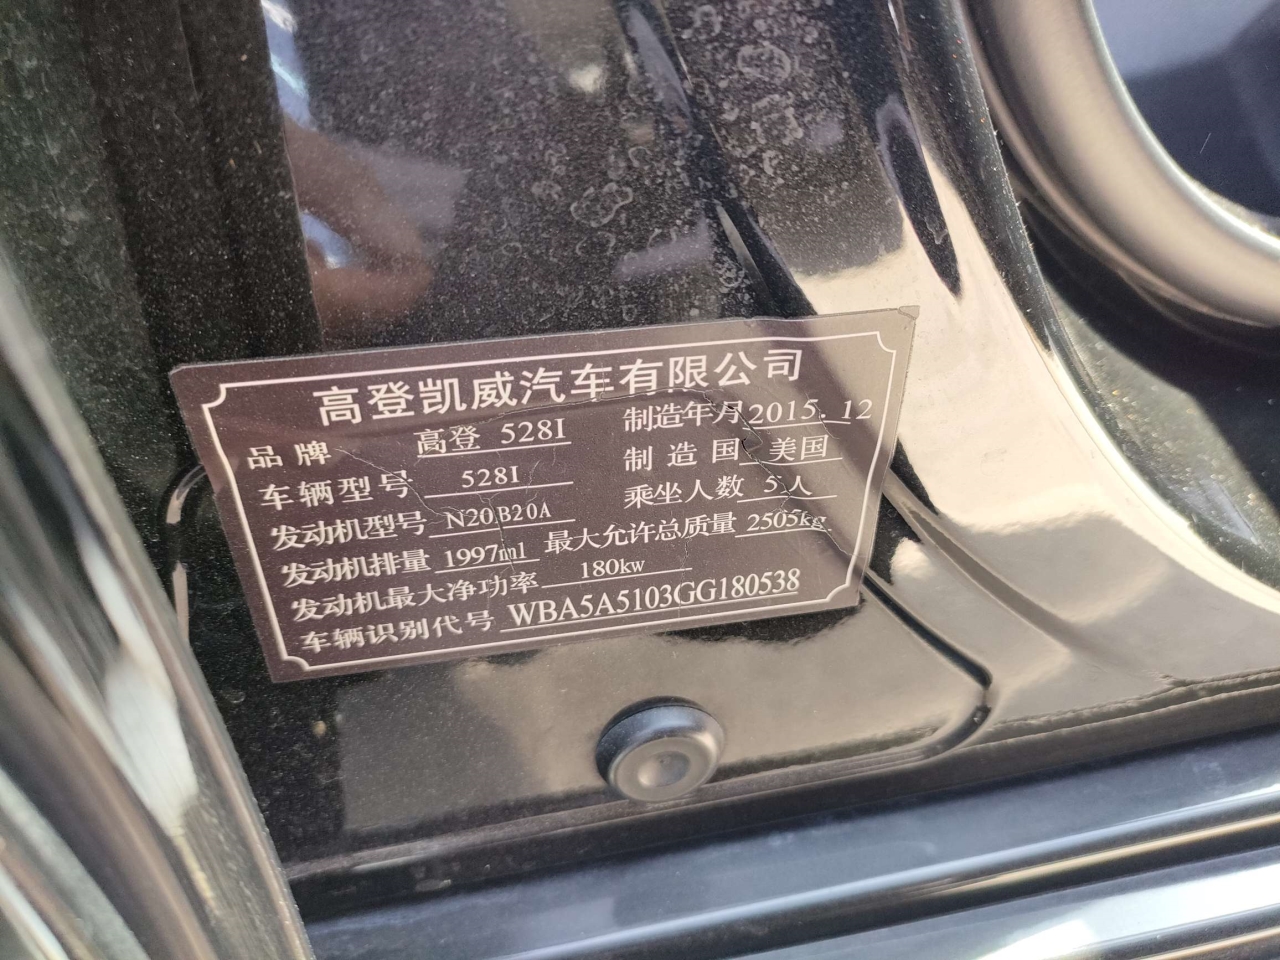 高登凯威汽车有限公司
品牌 高登 528I 制造年月 2015.12
车辆型号 528I 制造国 美国
发动机型号 N20B20A 乘坐人数 5人
发动机排量 1997ml 最大允许总质量 2505kg
发动机最大净功率 180kw
车辆识别代号 WBA5A5103GG180538